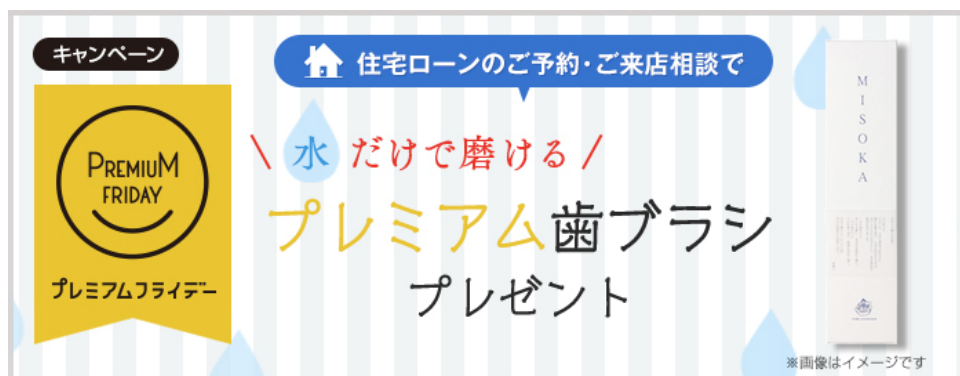 キャンペーン
PREMIUM
FRIDAY
プレミアムフライデー
住宅ローンのご予約・ご来店相談で
\ 水だけで磨ける /
プレミアム歯ブラシ
プレゼント
MISOKA
※画像はイメージです